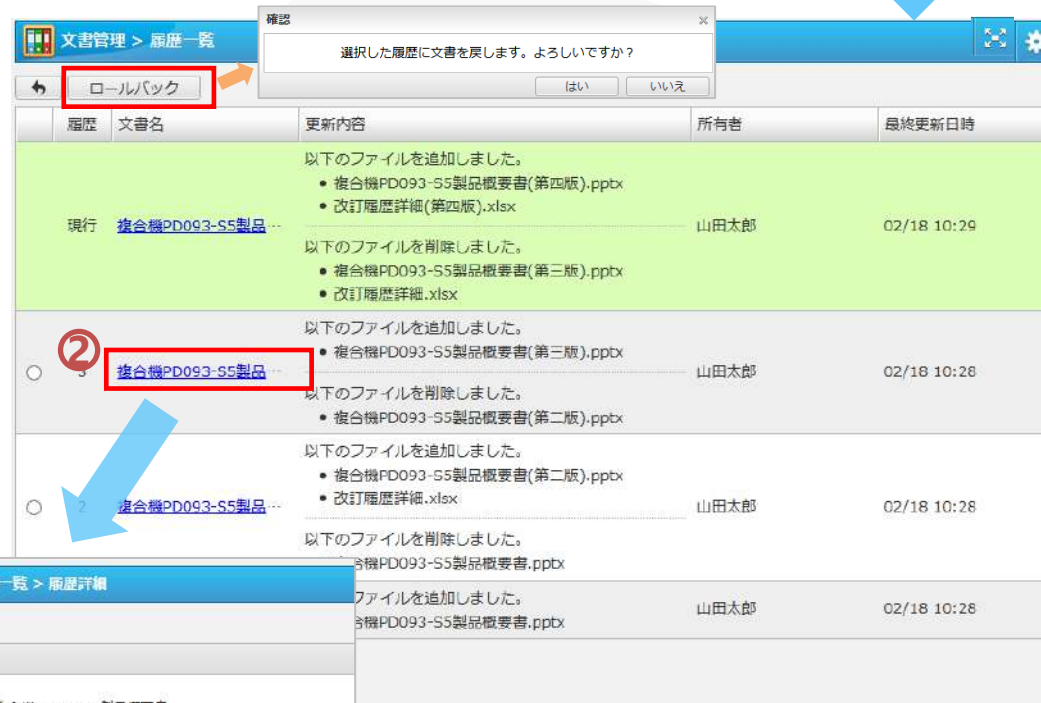 確認
×
文書管理 > 履歴一覧
選択した履歴に文書を戻します。よろしいですか？
はい
いいえ
ロールバック
履歴 文書名 更新内容 所有者 最終更新日時
以下のファイルを追加しました。
• 複合機PD093-S5製品概要書(第四版).pptx
• 改訂履歴詳細(第四版).xlsx
現行 複合機PD093-S5製品… 山田太郎 02/18 10:29
以下のファイルを削除しました。
• 複合機PD093-S5製品概要書(第三版).pptx
• 改訂履歴詳細.xlsx
以下のファイルを追加しました。
• 複合機PD093-S5製品概要書(第三版).pptx
②
3 複合機PD093-S5製品… 山田太郎 02/18 10:28
以下のファイルを削除しました。
• 複合機PD093-S5製品概要書(第二版).pptx
以下のファイルを追加しました。
• 複合機PD093-S5製品概要書(第二版).pptx
• 改訂履歴詳細.xlsx
2 複合機PD093-S5製品… 山田太郎 02/18 10:28
以下のファイルを削除しました。
合機PD093-S5製品概要書.pptx
一覧 > 履歴詳細
ファイルを追加しました。
山田太郎 02/18 10:28
合機PD093-S5製品概要書.pptx